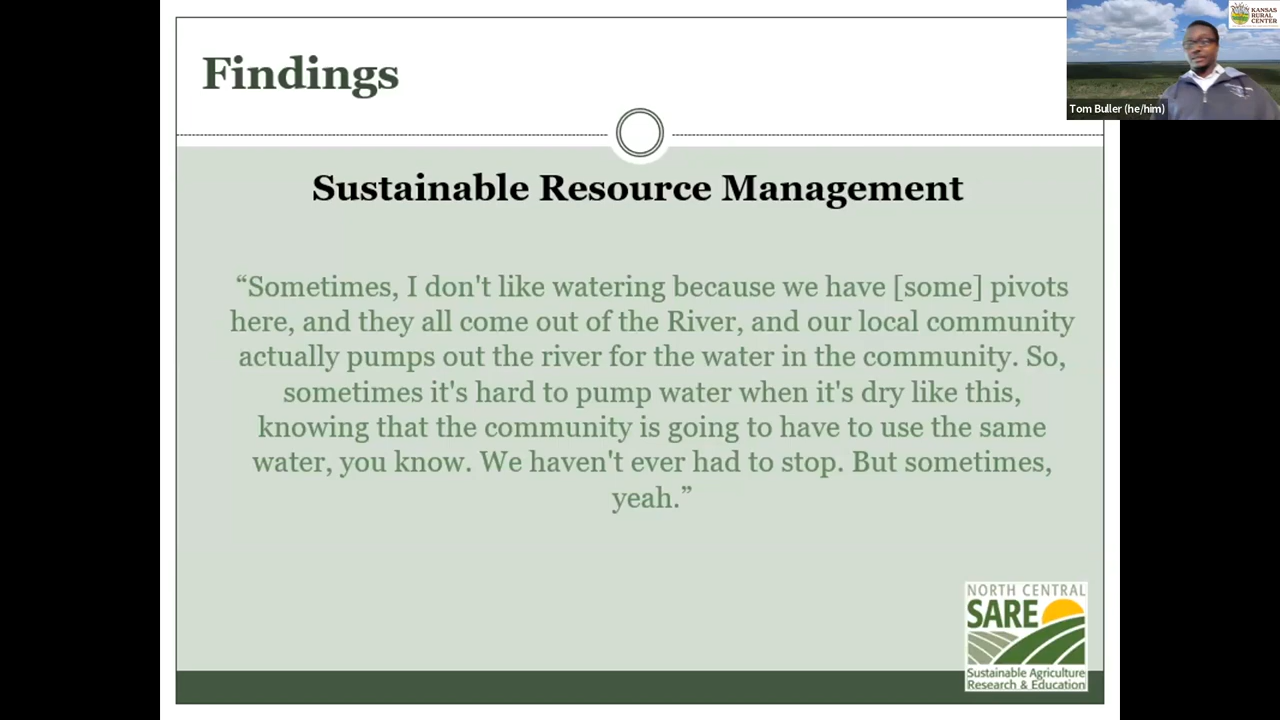 Findings
Sustainable Resource Management
“Sometimes, I don't like watering because we have [some] pivots
here, and they all come out of the River, and our local community
actually pumps out the river for the water in the community. So,
sometimes it's hard to pump water when it's dry like this,
knowing that the community is going to have to use the same
water, you know. We haven't ever had to stop. But sometimes,
yeah.”
NORTH CENTRAL
SARE
Sustainable Agriculture
Research & Education
KANSAS
RURAL
CENTER
Tom Buller (he/him)